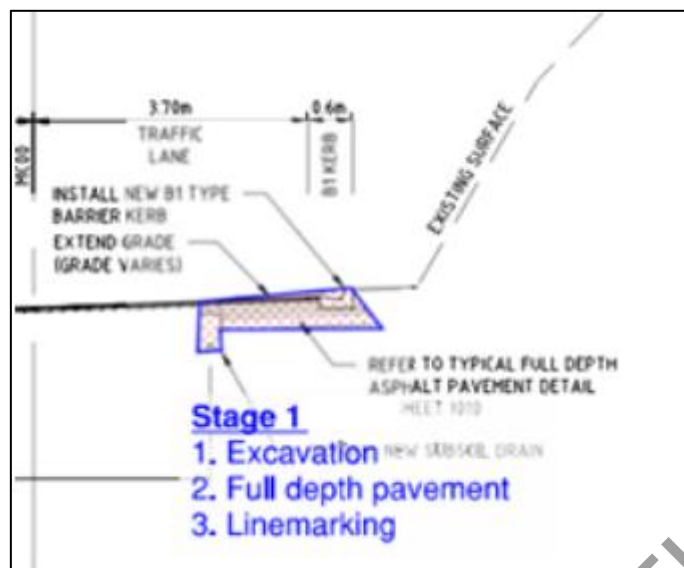 3.70m
0.6m
TRAFFIC
LANE
MC00
B1 KERB
INSTALL NEW B1 TYPE
BARRIER KERB
EXTEND GRADE
(GRADE VARIES)
EXISTING SURFACE
REFER TO TYPICAL FULL DEPTH
ASPHALT PAVEMENT DETAIL
SHEET 1010
NEW SUBSOIL DRAIN
Stage 1
1. Excavation
2. Full depth pavement
3. Linemarking